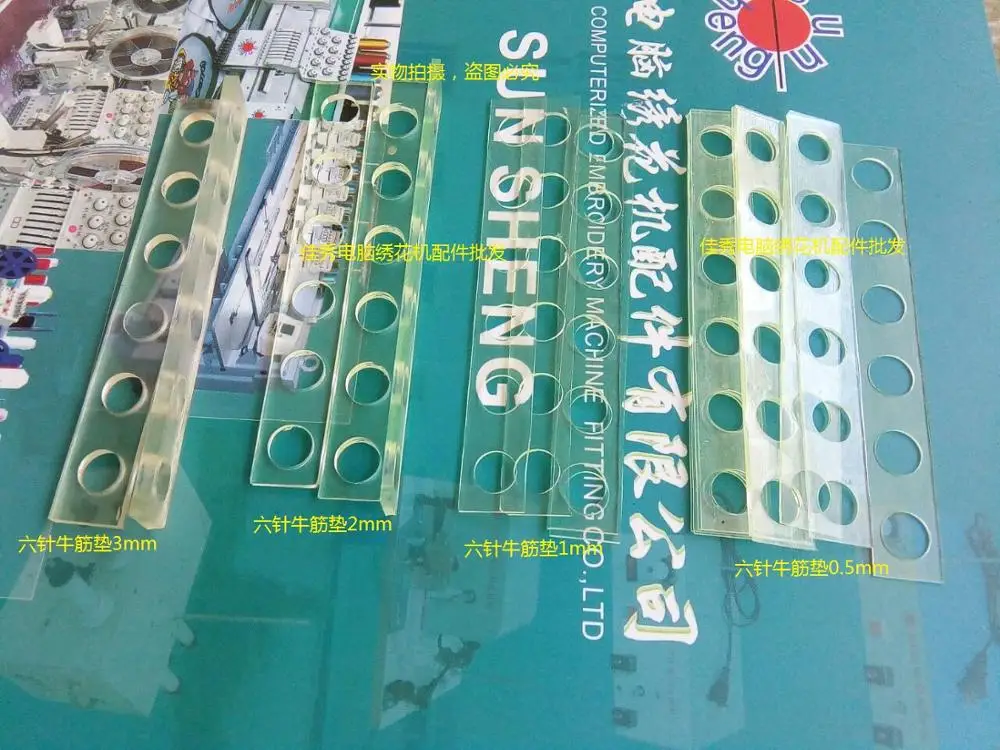 实物拍摄，盗图必究
佳秀电脑绣花机配件批发
佳秀电脑绣花机配件批发
六针牛筋垫3mm
六针牛筋垫2mm
六针牛筋垫1mm
六针牛筋垫0.5mm
SUN SHENG
COMPUTERIZED EMBROIDERY MACHINE FITTING CO.,LTD
电脑绣花机配件有限公司
Sun
Sheng